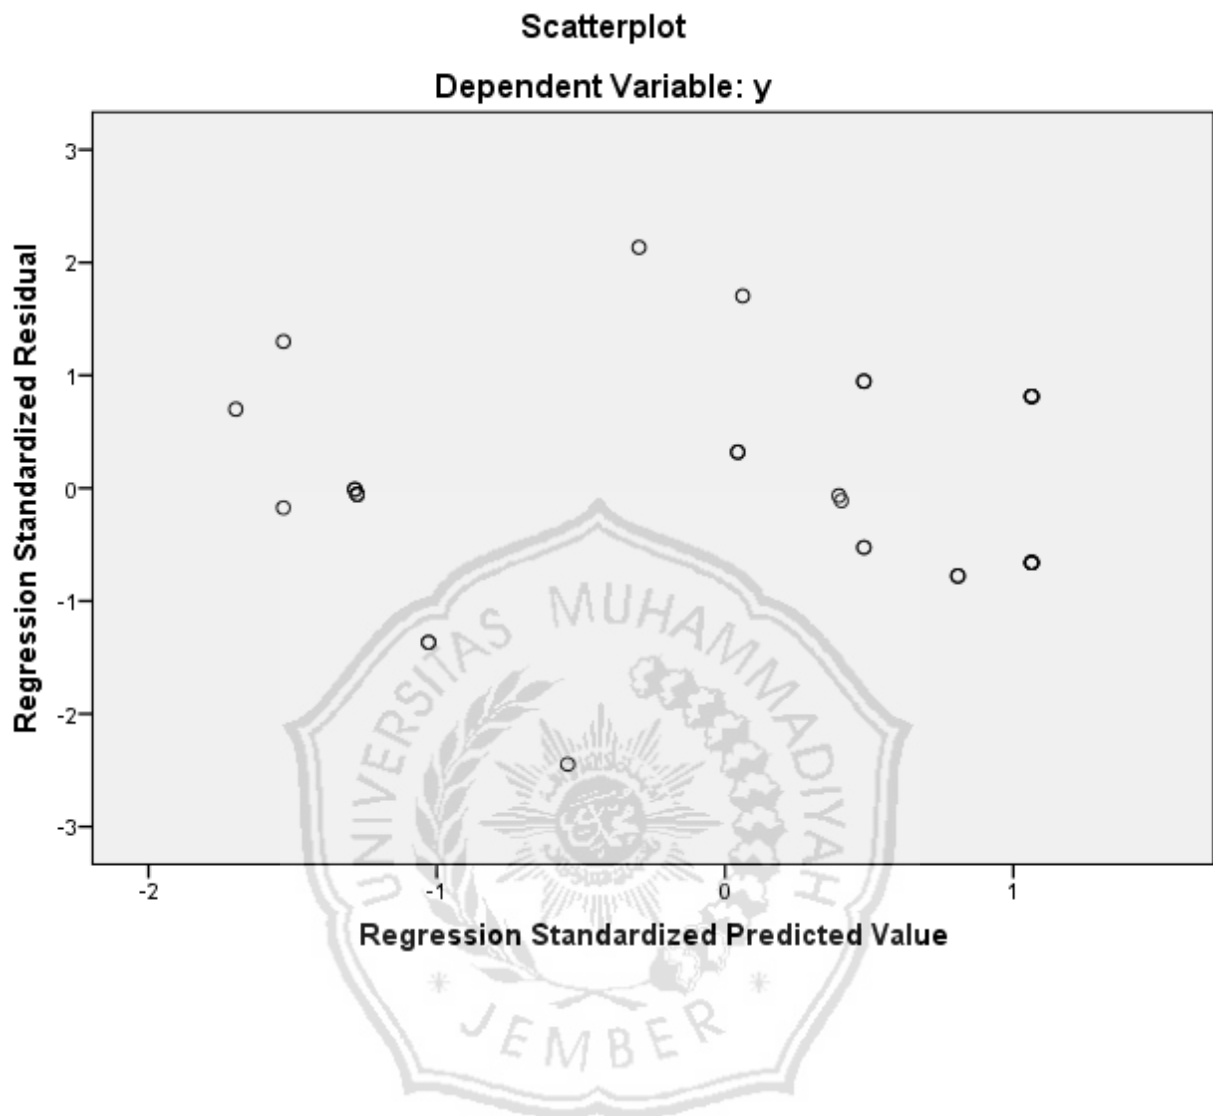 Scatterplot
Dependent Variable: y
Regression Standardized Residual
3
2
1
0
-1
-2
-3
-2
-1
0
1
Regression Standardized Predicted Value
UNIVERSITAS MUHAMMADIYAH
JEMBER